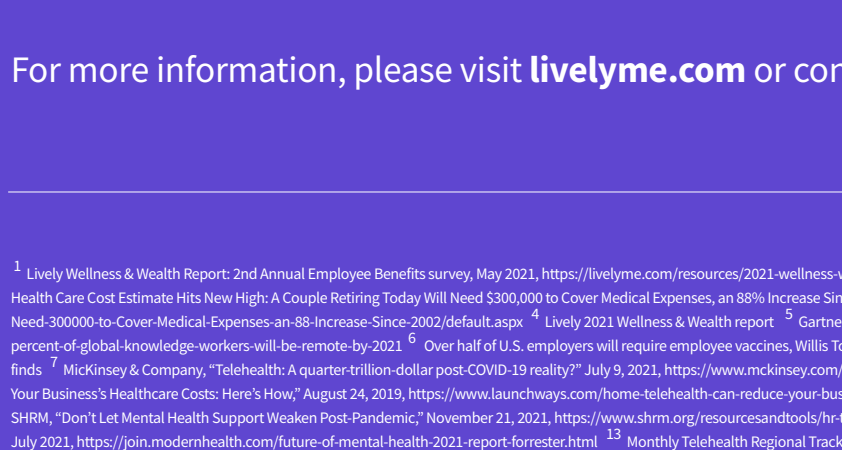 For more information, please visit livelyme.com or con
1 Lively Wellness & Wealth Report: 2nd Annual Employee Benefits survey, May 2021, https://livelyme.com/resources/2021-wellness-w
Health Care Cost Estimate Hits New High: A Couple Retiring Today Will Need $300,000 to Cover Medical Expenses, an 88% Increase Sin
Need-300000-to-Cover-Medical-Expenses-an-88-Increase-Since-2002/default.aspx 4 Lively 2021 Wellness & Wealth report 5 Gartne
percent-of-global-knowledge-workers-will-be-remote-by-2021 6 Over half of U.S. employers will require employee vaccines, Willis To
finds 7 MicKinsey & Company, “Telehealth: A quarter-trillion-dollar post-COVID-19 reality?” July 9, 2021, https://www.mckinsey.com/
Your Business’s Healthcare Costs: Here’s How,” August 24, 2019, https://www.launchways.com/home-telehealth-can-reduce-your-bus
SHRM, “Don’t Let Mental Health Support Weaken Post-Pandemic,” November 21, 2021, https://www.shrm.org/resourcesandtools/hr-t
July 2021, https://join.modernhealth.com/future-of-mental-health-2021-report-forrester.html 13 Monthly Telehealth Regional Track